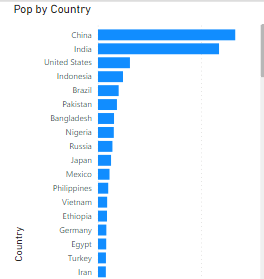 Pop by Country
China
India
United States
Indonesia
Brazil
Pakistan
Bangladesh
Nigeria
Russia
Japan
Mexico
Philippines
Vietnam
Ethiopia
Germany
Egypt
Turkey
Iran
Country